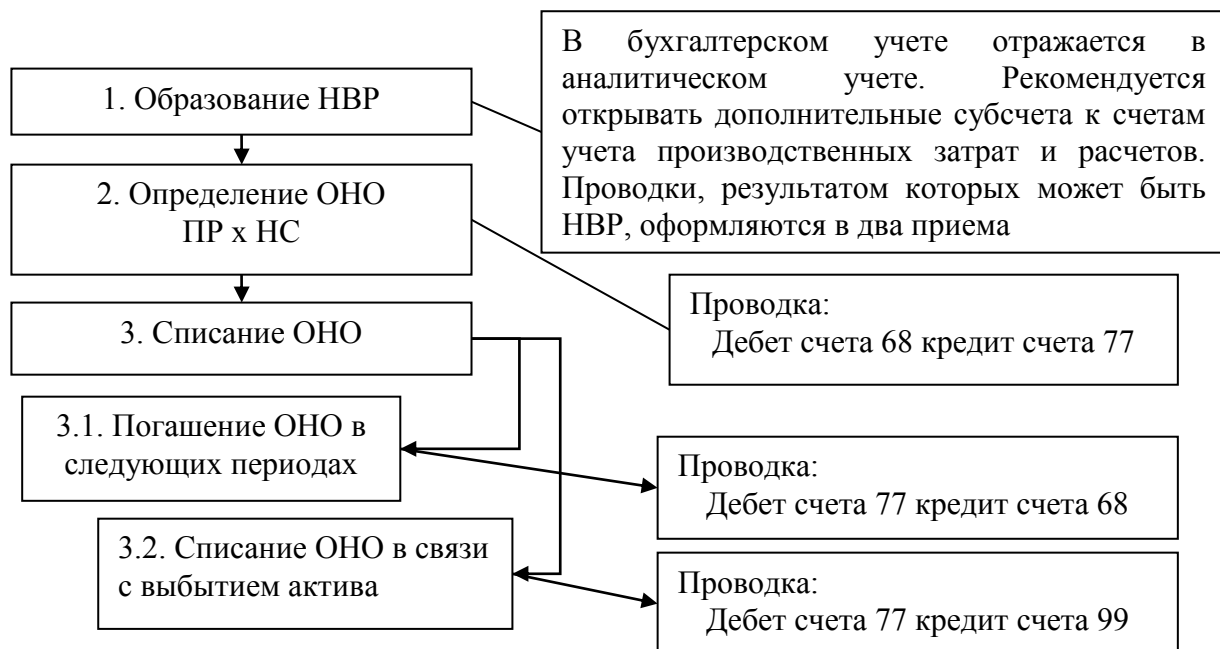 В бухгалтерском учете отражается в
аналитическом учете. Рекомендуется
открывать дополнительные субсчета к счетам
учета производственных затрат и расчетов.
Проводки, результатом которых может быть
НВР, оформляются в два приема
1. Образование НВР
2. Определение ОНО
ПР х НС
3. Списание ОНО
Проводка:
Дебет счета 68 кредит счета 77
3.1. Погашение ОНО в
следующих периодах
Проводка:
Дебет счета 77 кредит счета 68
3.2. Списание ОНО в связи
с выбытием актива
Проводка:
Дебет счета 77 кредит счета 99